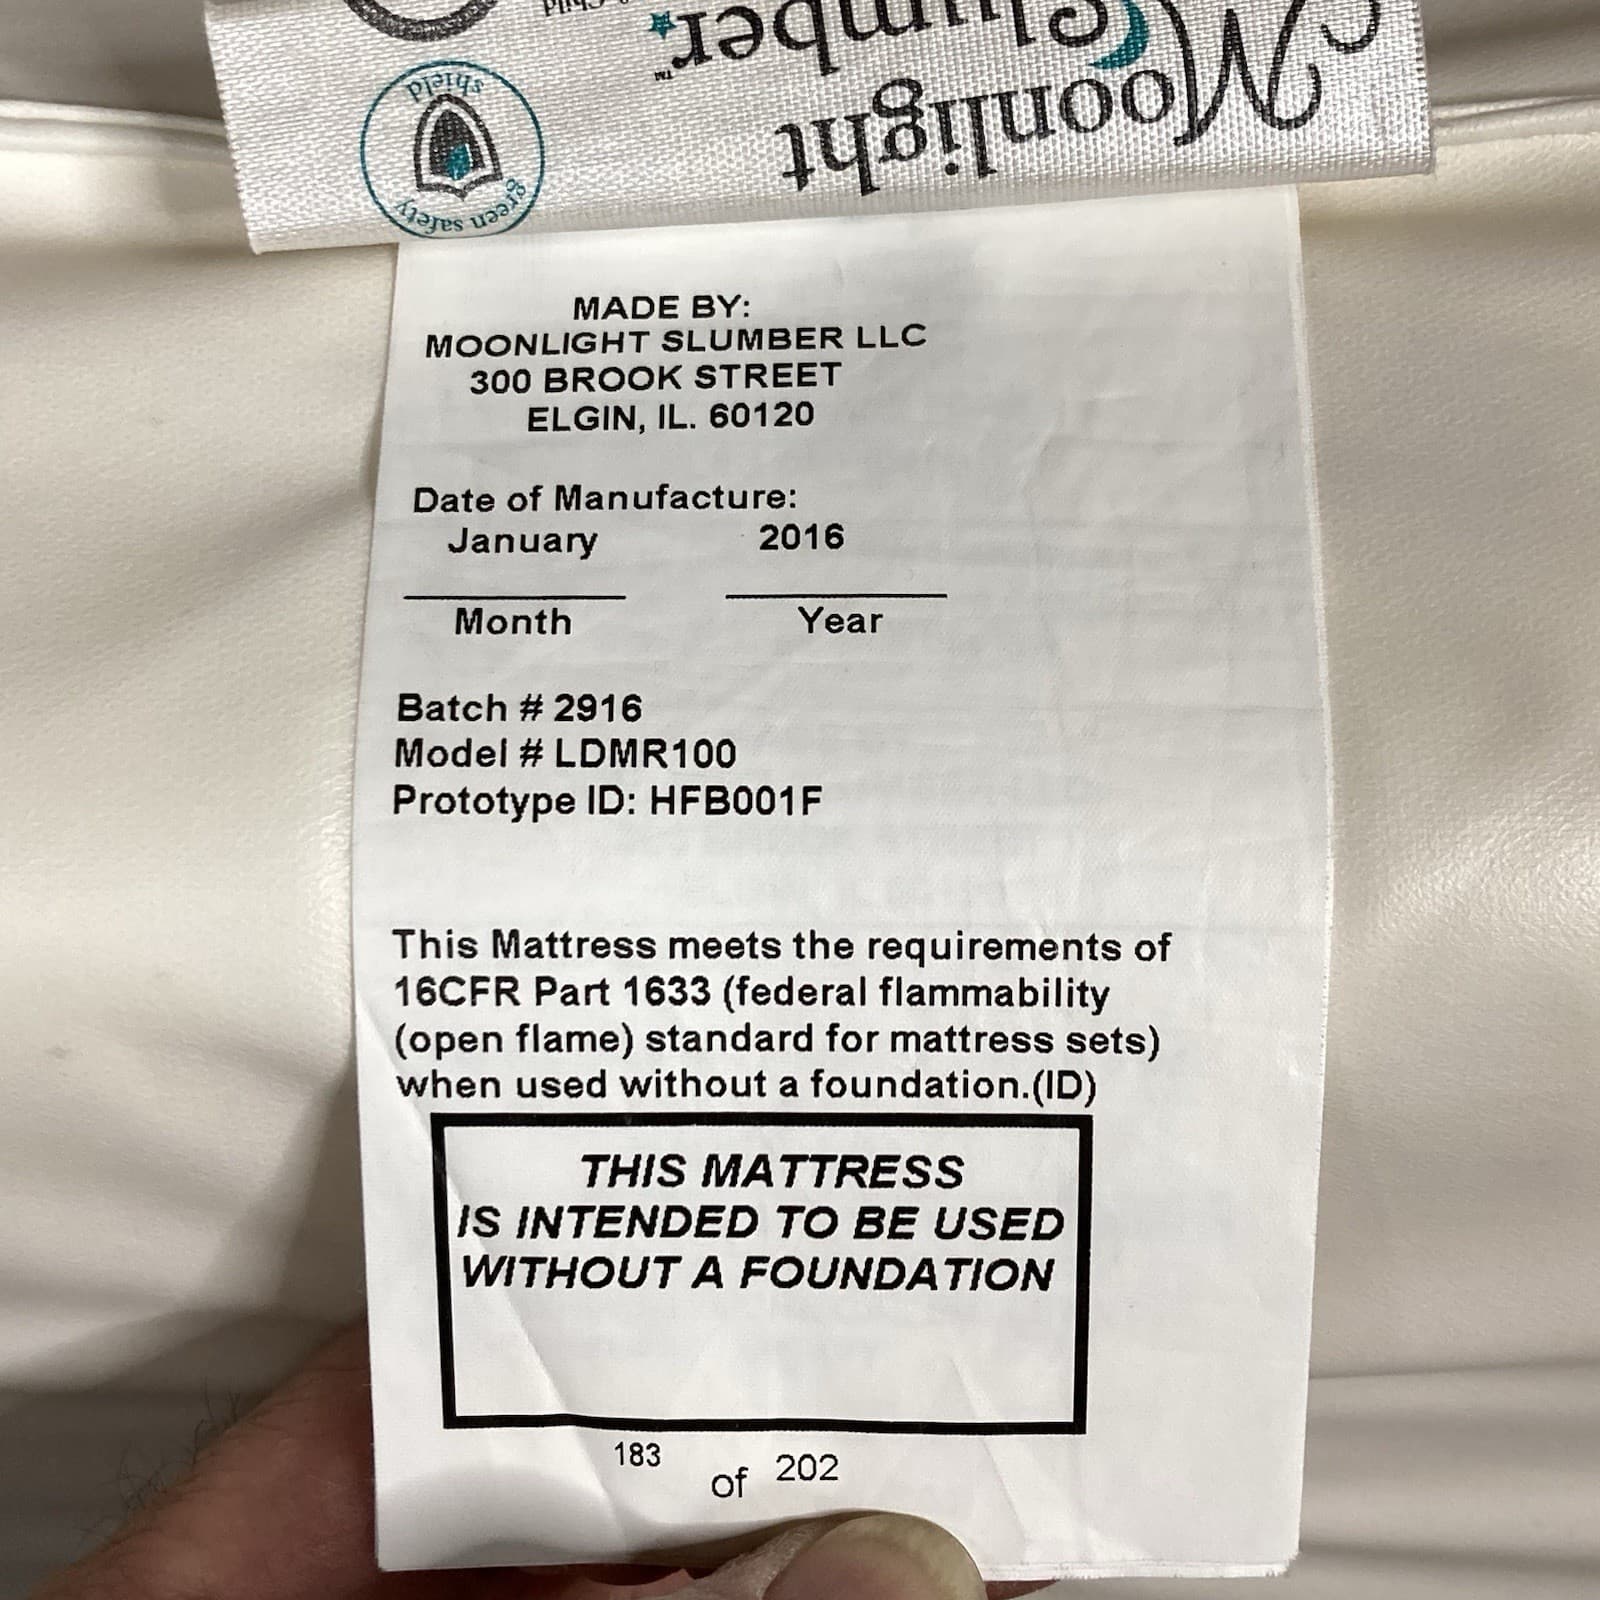 Moonlight
Slumber™
green safety
shield
MADE BY:
MOONLIGHT SLUMBER LLC
300 BROOK STREET
ELGIN, IL. 60120
Date of Manufacture:
January 2016
Month Year
Batch # 2916
Model # LDMR100
Prototype ID: HFB001F
This Mattress meets the requirements of
16CFR Part 1633 (federal flammability
(open flame) standard for mattress sets)
when used without a foundation.(ID)
THIS MATTRESS
IS INTENDED TO BE USED
WITHOUT A FOUNDATION
183 of 202